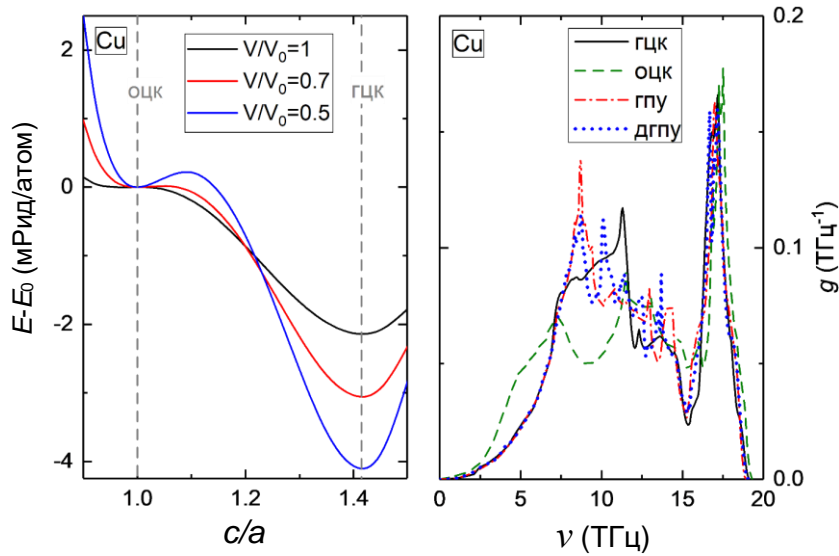 Cu
V/V₀=1
V/V₀=0.7
V/V₀=0.5
оцк
гцк
E-E₀ (мРид/атом)
2
0
-2
-4
1.0
1.2
1.4
c/a
Cu
гцк
оцк
гпу
дгпу
g (ТГц⁻¹)
0.2
0.1
0.0
0
5
10
15
20
ν (ТГц)